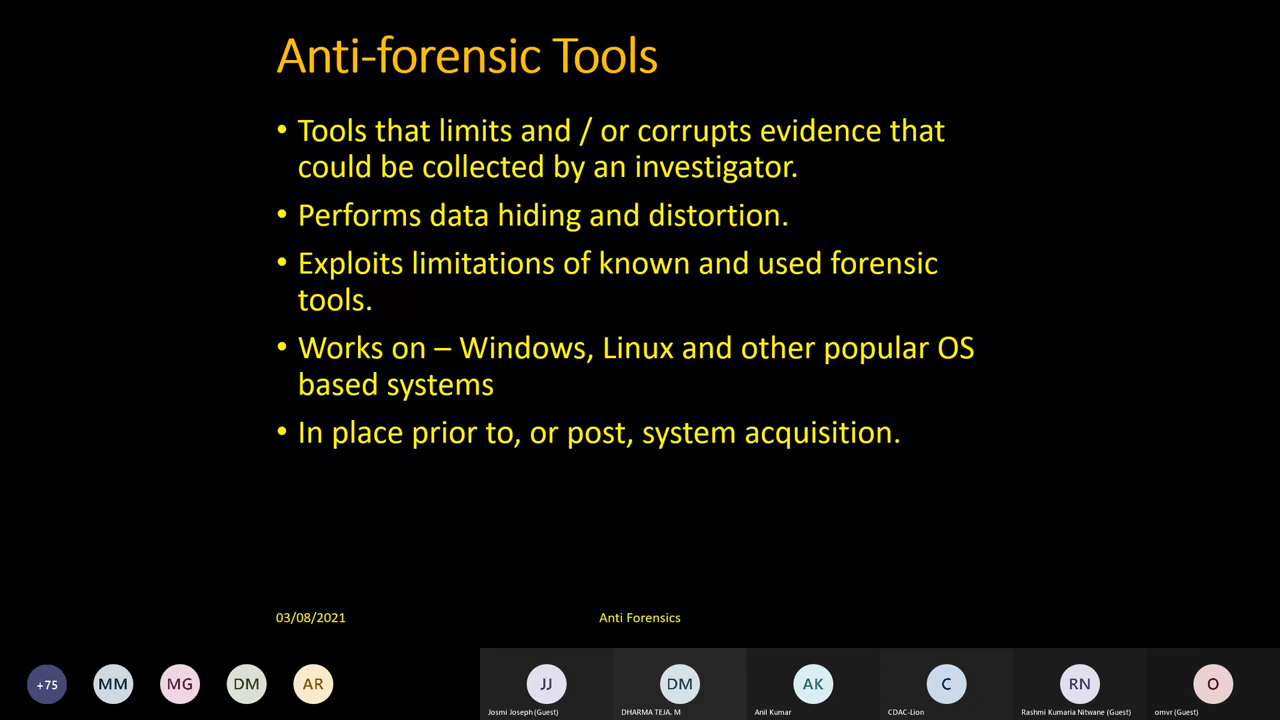 Anti-forensic Tools
• Tools that limits and / or corrupts evidence that
could be collected by an investigator.
• Performs data hiding and distortion.
• Exploits limitations of known and used forensic
tools.
• Works on – Windows, Linux and other popular OS
based systems
• In place prior to, or post, system acquisition.
03/08/2021 Anti Forensics
+75 MM MG DM AR JJ DM AK C RN O
Josmi Joseph (Guest) DHARMA TEJA. M Anil Kumar CDAC-Lion Rashmi Kumaria Nitwane (Guest) omvr (Guest)